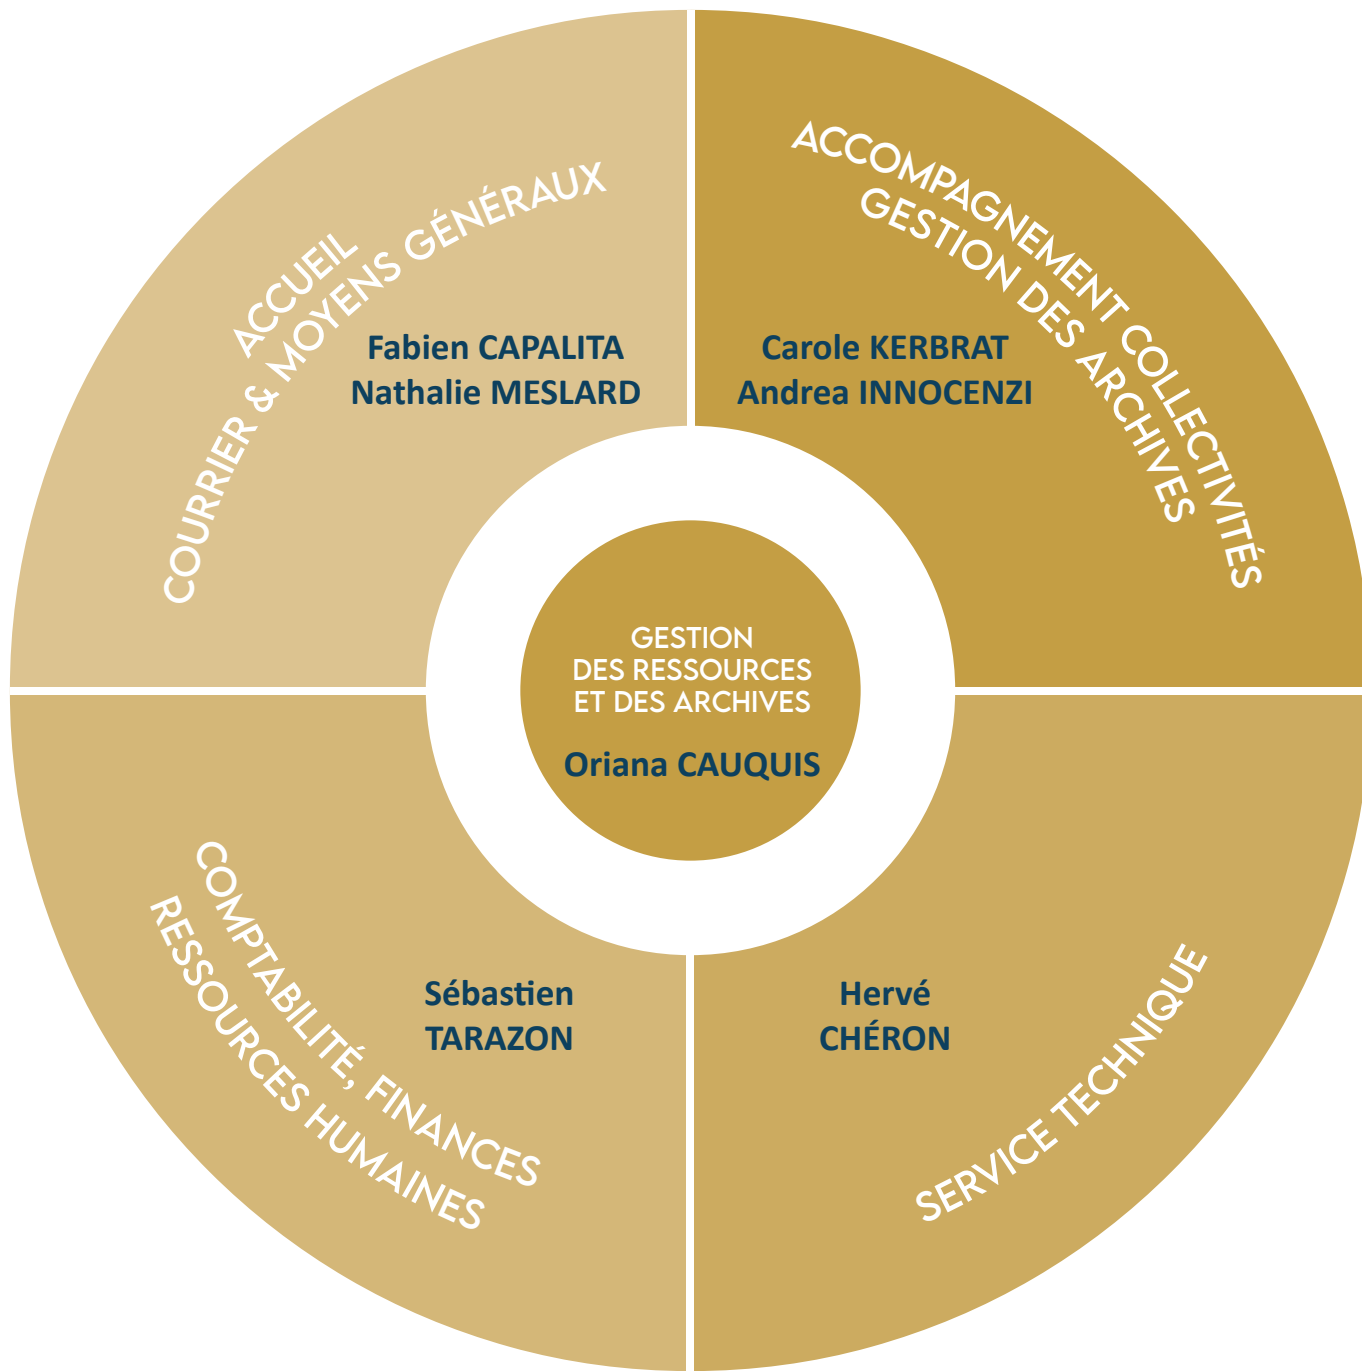 ACCUEIL
COURRIER & MOYENS GÉNÉRAUX
Fabien CAPALITA
Nathalie MESLARD
ACCOMPAGNEMENT COLLECTIVITÉS
GESTION DES ARCHIVES
Carole KERBRAT
Andrea INNOCENZI
GESTION
DES RESSOURCES
ET DES ARCHIVES
Oriana CAUQUIS
COMPTABILITÉ, FINANCES
RESSOURCES HUMAINES
Sébastien
TARAZON
Hervé
CHÉRON
SERVICE TECHNIQUE